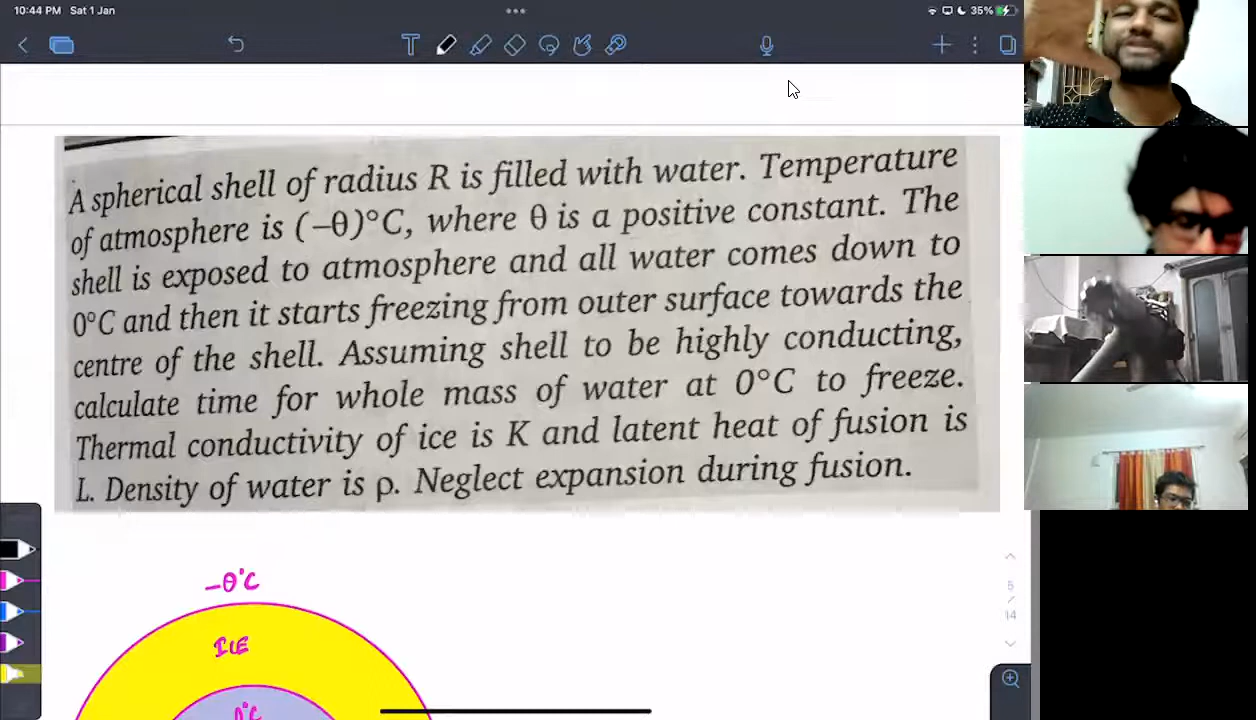 10:44 PM Sat 1 Jan
35%
A spherical shell of radius R is filled with water. Temperature
of atmosphere is (−θ)°C, where θ is a positive constant. The
shell is exposed to atmosphere and all water comes down to
0°C and then it starts freezing from outer surface towards the
centre of the shell. Assuming shell to be highly conducting,
calculate time for whole mass of water at 0°C to freeze.
Thermal conductivity of ice is K and latent heat of fusion is
L. Density of water is ρ. Neglect expansion during fusion.
5
/
14
−θ°C
ICE
0°C